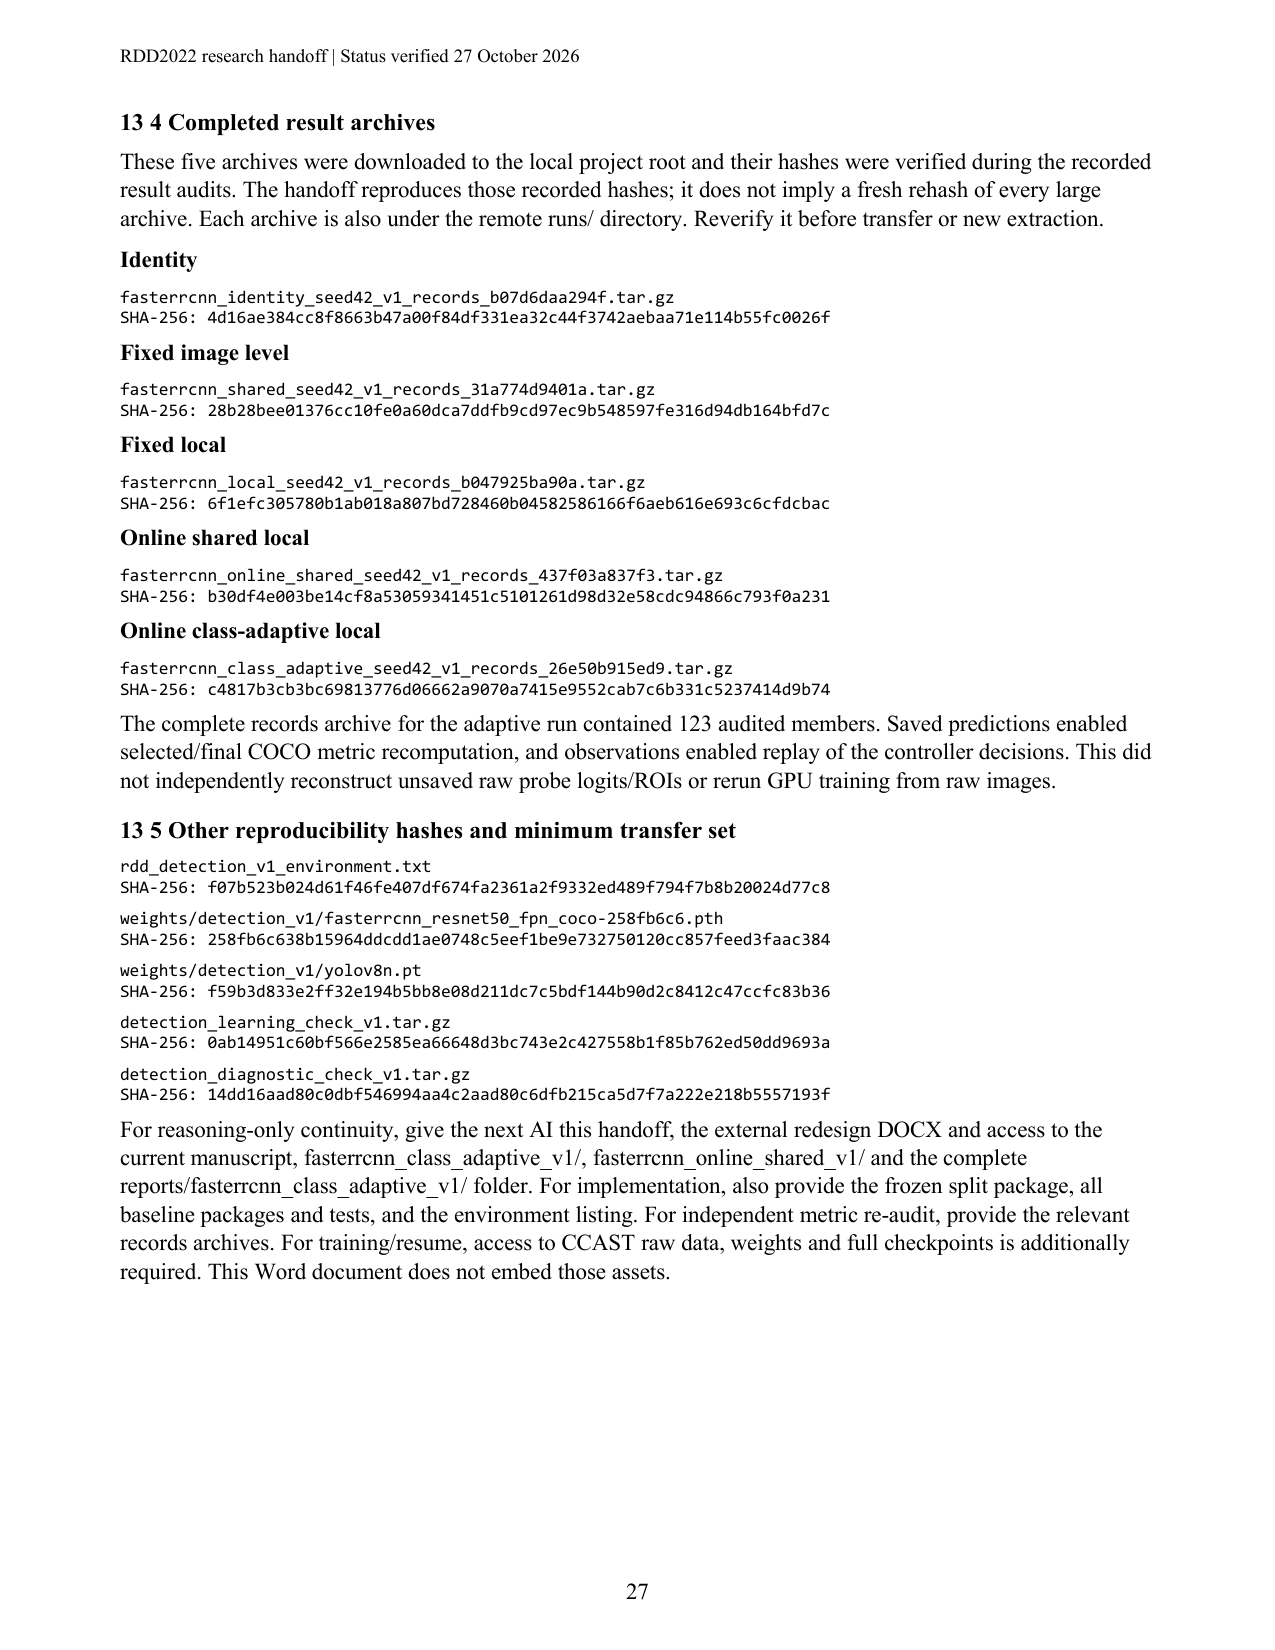 RDD2022 research handoff | Status verified 27 October 2026
13 4 Completed result archives
These five archives were downloaded to the local project root and their hashes were verified during the recorded
result audits. The handoff reproduces those recorded hashes; it does not imply a fresh rehash of every large
archive. Each archive is also under the remote runs/ directory. Reverify it before transfer or new extraction.
Identity
fasterrcnn_identity_seed42_v1_records_b07d6daa294f.tar.gz
SHA-256: 4d16ae384cc8f8663b47a00f84df331ea32c44f3742aebaa71e114b55fc0026f
Fixed image level
fasterrcnn_shared_seed42_v1_records_31a774d9401a.tar.gz
SHA-256: 28b28bee01376cc10fe0a60dca7ddfb9cd97ec9b548597fe316d94db164bfd7c
Fixed local
fasterrcnn_local_seed42_v1_records_b047925ba90a.tar.gz
SHA-256: 6f1efc305780b1ab018a807bd728460b04582586166f6aeb616e693c6cfdcbac
Online shared local
fasterrcnn_online_shared_seed42_v1_records_437f03a837f3.tar.gz
SHA-256: b30df4e003be14cf8a53059341451c5101261d98d32e58cdc94866c793f0a231
Online class-adaptive local
fasterrcnn_class_adaptive_seed42_v1_records_26e50b915ed9.tar.gz
SHA-256: c4817b3cb3bc69813776d06662a9070a7415e9552cab7c6b331c5237414d9b74
The complete records archive for the adaptive run contained 123 audited members. Saved predictions enabled
selected/final COCO metric recomputation, and observations enabled replay of the controller decisions. This did
not independently reconstruct unsaved raw probe logits/ROIs or rerun GPU training from raw images.
13 5 Other reproducibility hashes and minimum transfer set
rdd_detection_v1_environment.txt
SHA-256: f07b523b024d61f46fe407df674fa2361a2f9332ed489f794f7b8b20024d77c8
weights/detection_v1/fasterrcnn_resnet50_fpn_coco-258fb6c6.pth
SHA-256: 258fb6c638b15964ddcdd1ae0748c5eef1be9e732750120cc857feed3faac384
weights/detection_v1/yolov8n.pt
SHA-256: f59b3d833e2ff32e194b5bb8e08d211dc7c5bdf144b90d2c8412c47ccfc83b36
detection_learning_check_v1.tar.gz
SHA-256: 0ab14951c60bf566e2585ea66648d3bc743e2c427558b1f85b762ed50dd9693a
detection_diagnostic_check_v1.tar.gz
SHA-256: 14dd16aad80c0dbf546994aa4c2aad80c6dfb215ca5d7f7a222e218b5557193f
For reasoning-only continuity, give the next AI this handoff, the external redesign DOCX and access to the
current manuscript, fasterrcnn_class_adaptive_v1/, fasterrcnn_online_shared_v1/ and the complete
reports/fasterrcnn_class_adaptive_v1/ folder. For implementation, also provide the frozen split package, all
baseline packages and tests, and the environment listing. For independent metric re-audit, provide the relevant
records archives. For training/resume, access to CCAST raw data, weights and full checkpoints is additionally
required. This Word document does not embed those assets.
27